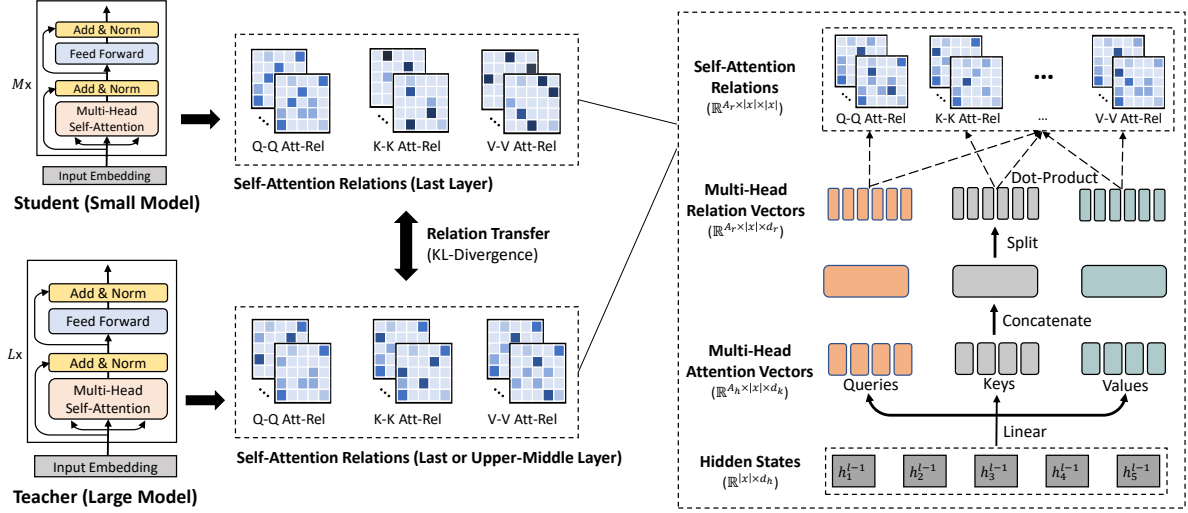 Add & Norm
Feed Forward
Mx
Add & Norm
Multi-Head
Self-Attention
Input Embedding
Student (Small Model)
Q-Q Att-Rel
K-K Att-Rel
V-V Att-Rel
Self-Attention Relations (Last Layer)
Relation Transfer
(KL-Divergence)
Add & Norm
Feed Forward
Lx
Add & Norm
Multi-Head
Self-Attention
Input Embedding
Teacher (Large Model)
Q-Q Att-Rel
K-K Att-Rel
V-V Att-Rel
Self-Attention Relations (Last or Upper-Middle Layer)
Self-Attention
Relations
(ℝ^{A_r×|x|×|x|})
Q-Q Att-Rel
K-K Att-Rel
...
V-V Att-Rel
Dot-Product
Multi-Head
Relation Vectors
(ℝ^{A_r×|x|×d_r})
Split
Concatenate
Multi-Head
Attention Vectors
(ℝ^{A_h×|x|×d_k})
Queries
Keys
Values
Linear
Hidden States
(ℝ^{|x|×d_h})
h_1^{l-1}
h_2^{l-1}
h_3^{l-1}
h_4^{l-1}
h_5^{l-1}